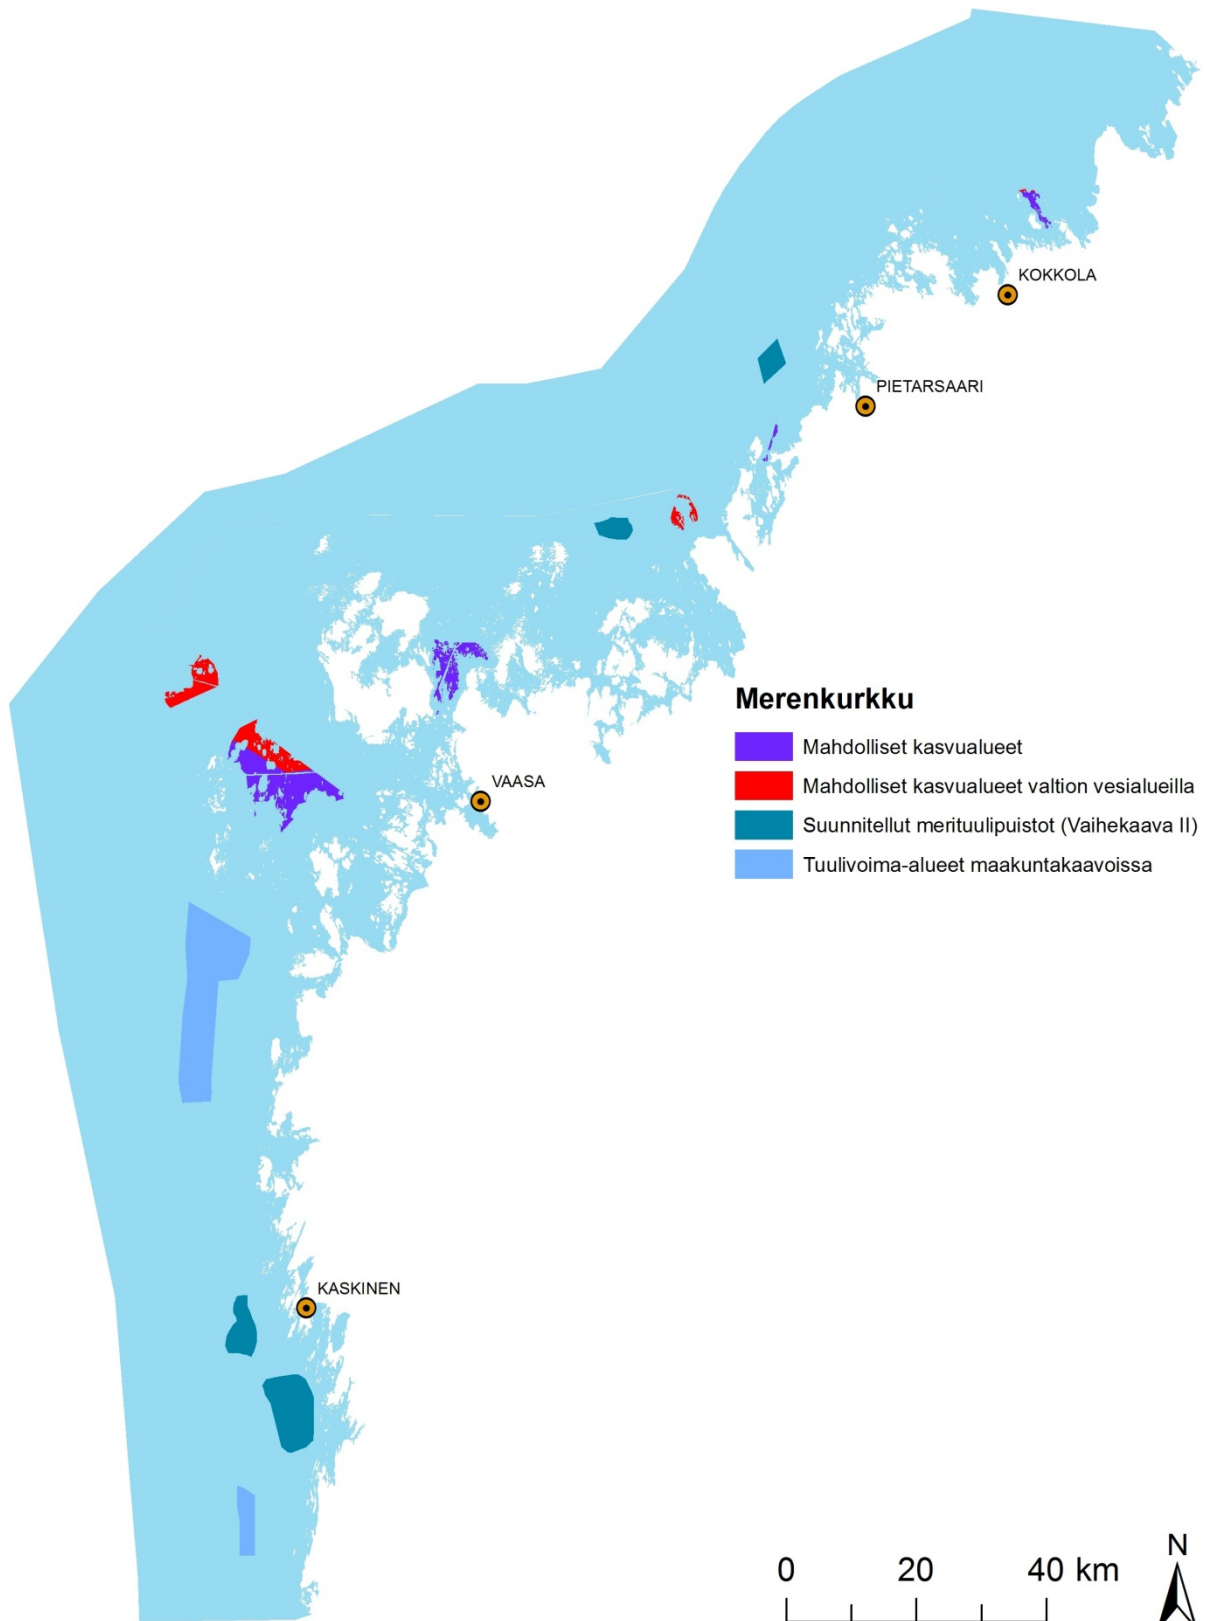 KOKKOLA
PIETARSAARI
Merenkurkku
Mahdolliset kasvualueet
Mahdolliset kasvualueet valtion vesialueilla
Suunnitellut merituulipuistot (Vaihekaava II)
Tuulivoima-alueet maakuntakaavoissa
VAASA
KASKINEN
N
0 20 40 km